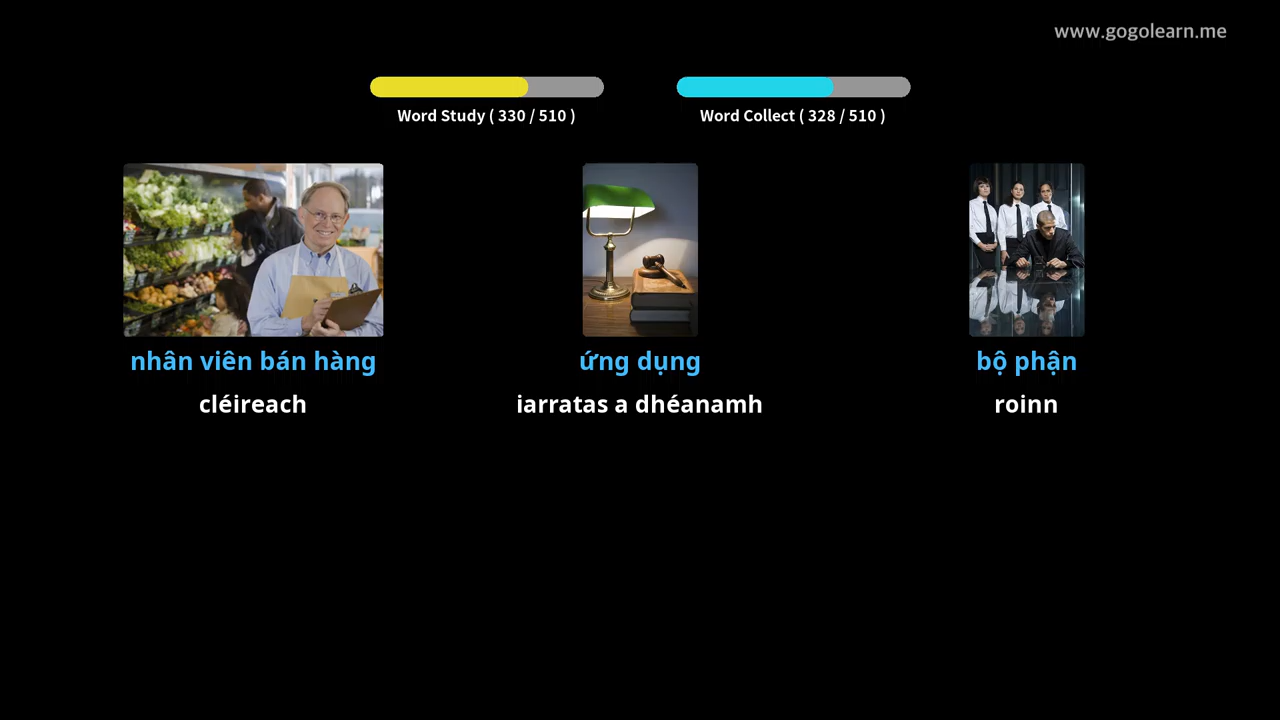 www.gogolearn.me
Word Study ( 330 / 510 )
Word Collect ( 328 / 510 )
nhân viên bán hàng
cléireach
ứng dụng
iarratas a dhéanamh
bộ phận
roinn